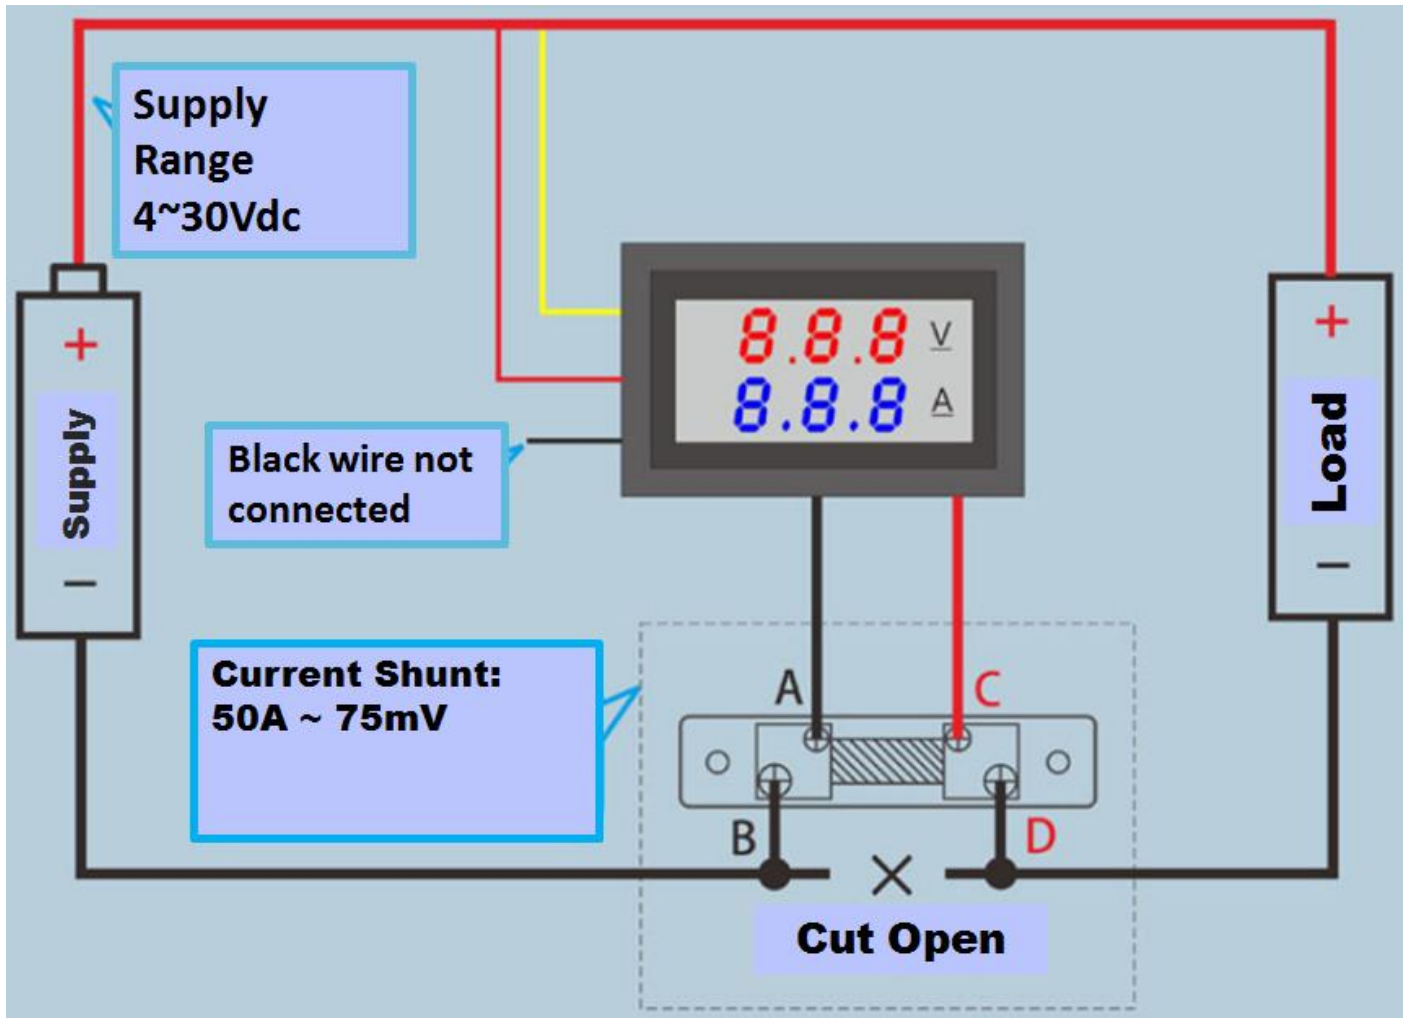 Supply
Range
4~30Vdc
+
Supply
−
8.8.8 V
8.8.8 A
Black wire not
connected
+
Load
−
Current Shunt:
50A ~ 75mV
A
C
B
D
Cut Open